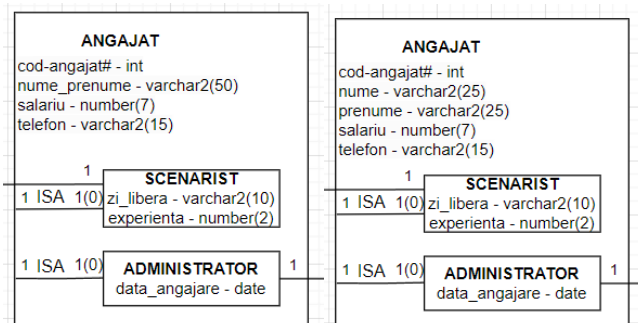 ANGAJAT
cod-angajat# - int
nume_prenume - varchar2(50)
salariu - number(7)
telefon - varchar2(15)
1
SCENARIST
1 ISA 1(0)
zi_libera - varchar2(10)
experienta - number(2)
1 ISA 1(0)
ADMINISTRATOR
1
data_angajare - date
ANGAJAT
cod-angajat# - int
nume - varchar2(25)
prenume - varchar2(25)
salariu - number(7)
telefon - varchar2(15)
1
SCENARIST
1 ISA 1(0)
zi_libera - varchar2(10)
experienta - number(2)
1 ISA 1(0)
ADMINISTRATOR
1
data_angajare - date